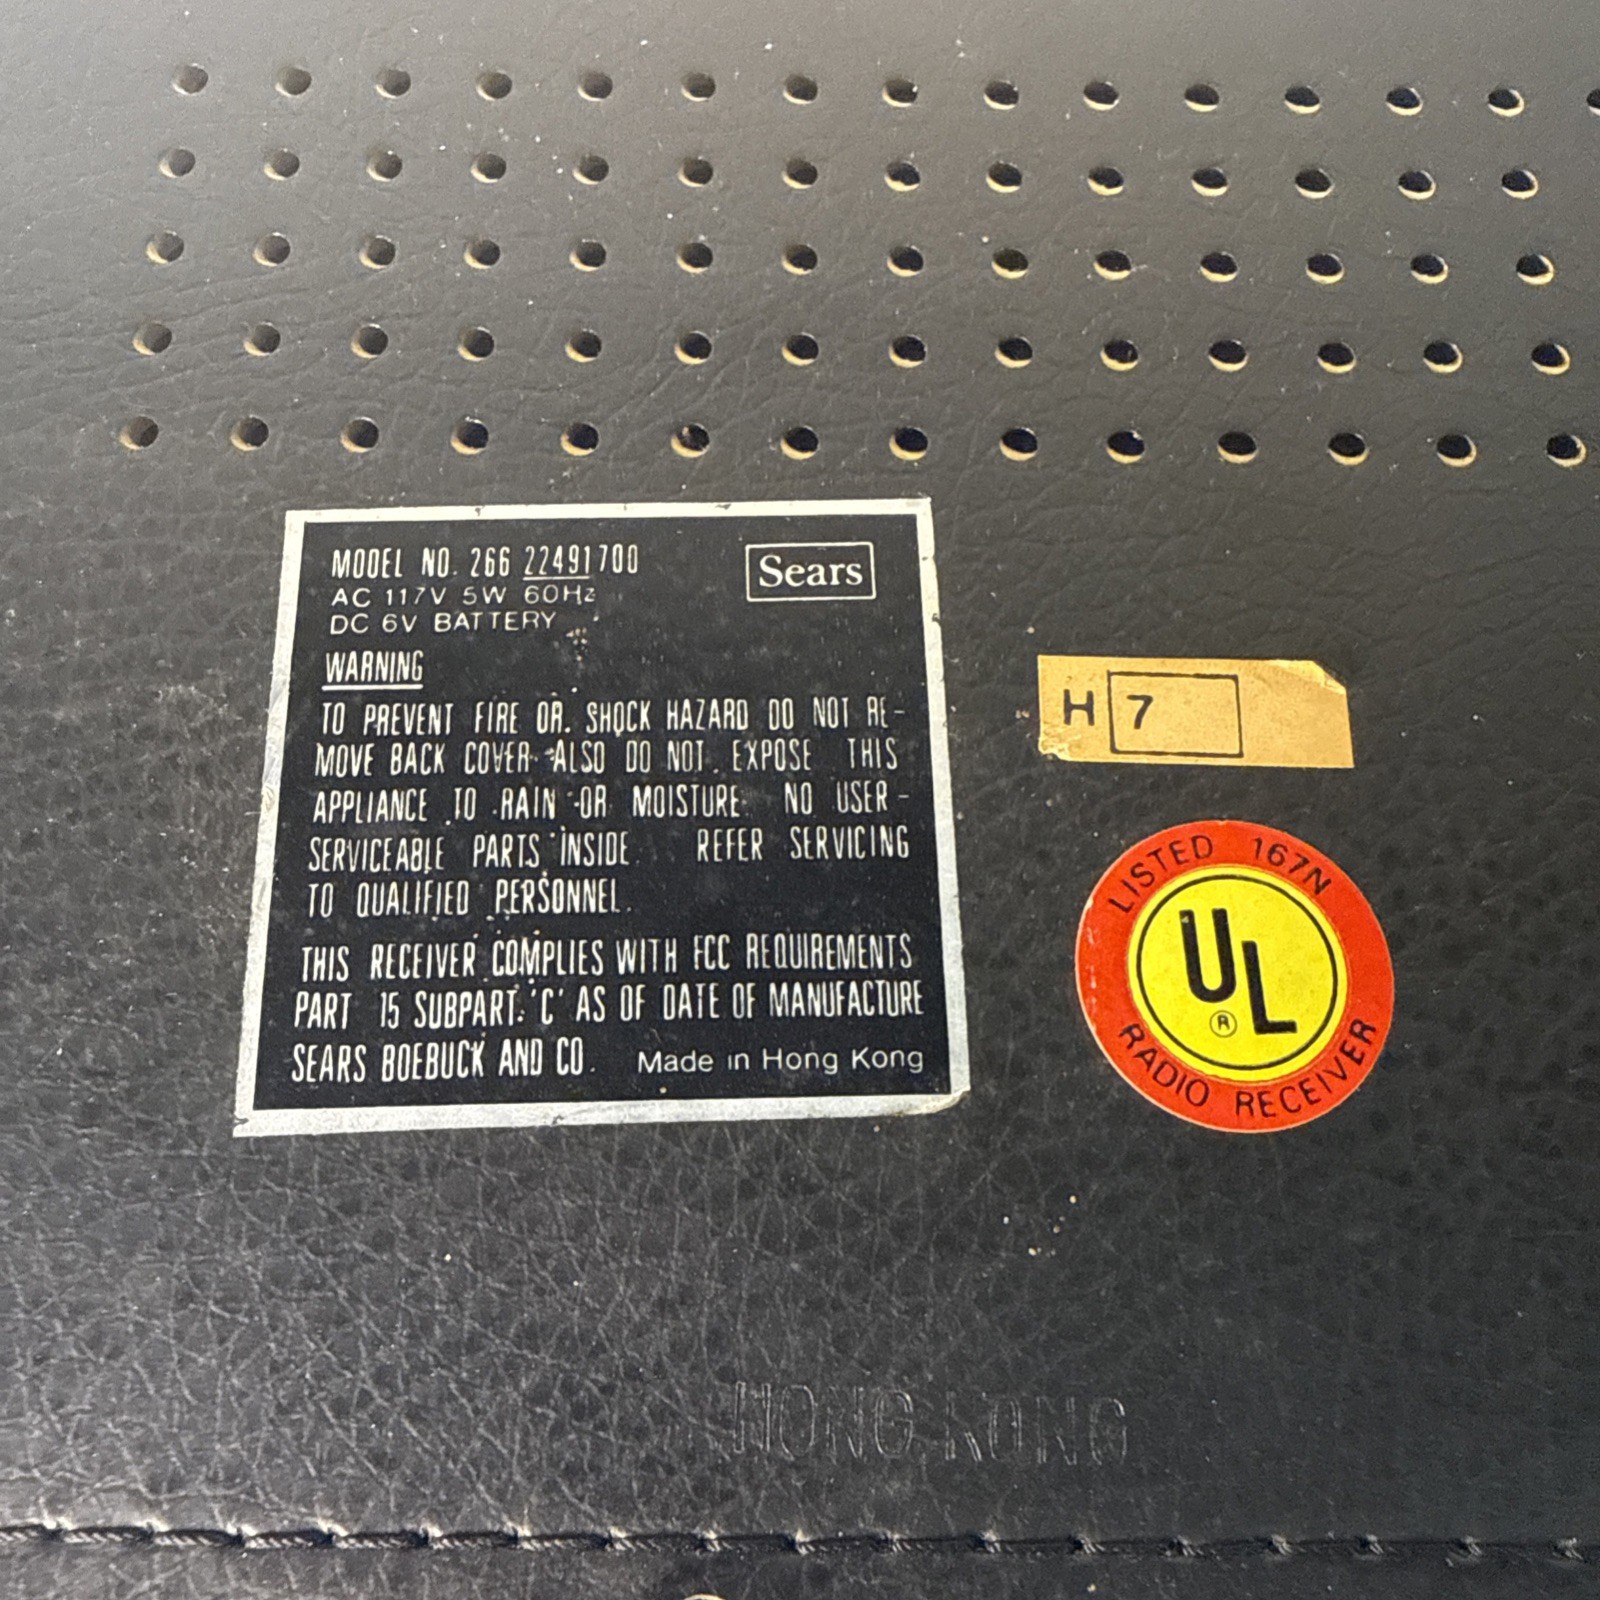 MODEL NO. 266 22491700
Sears
AC 117V 5W 60Hz
DC 6V BATTERY
WARNING
TO PREVENT FIRE OR SHOCK HAZARD DO NOT RE-
MOVE BACK COVER ALSO DO NOT EXPOSE THIS
APPLIANCE TO RAIN OR MOISTURE NO USER-
SERVICEABLE PARTS INSIDE. REFER SERVICING
TO QUALIFIED PERSONNEL.
THIS RECEIVER COMPLIES WITH FCC REQUIREMENTS
PART 15 SUBPART 'C' AS OF DATE OF MANUFACTURE
SEARS ROEBUCK AND CO. Made in Hong Kong
H 7
LISTED 167N
UL
®
RADIO RECEIVER
HONG KONG